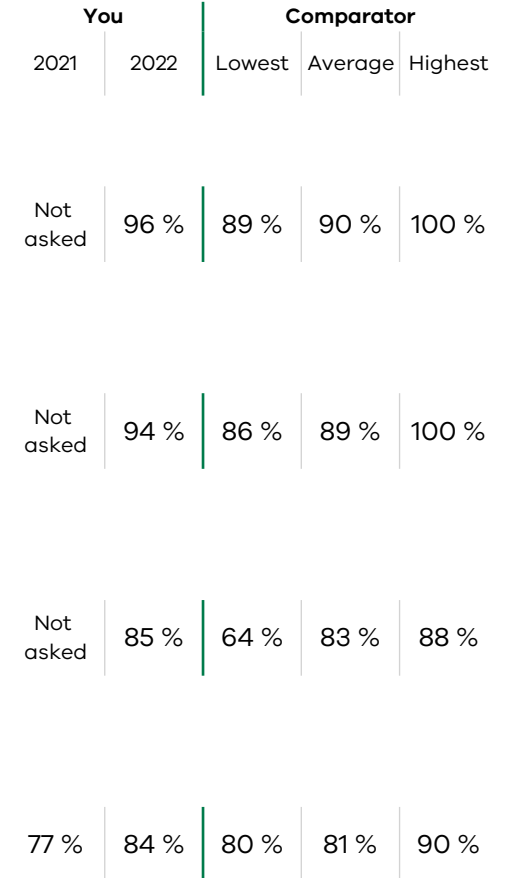 You Comparator
2021 2022 Lowest Average Highest
Not
asked 96 % 89 % 90 % 100 %
Not
asked 94 % 86 % 89 % 100 %
Not
asked 85 % 64 % 83 % 88 %
77 % 84 % 80 % 81 % 90 %